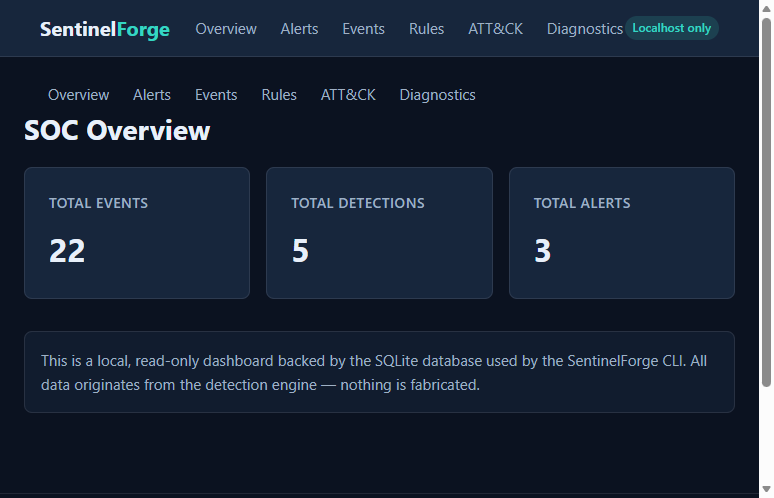 SentinelForge Overview Alerts Events Rules ATT&CK Diagnostics Localhost only
Overview Alerts Events Rules ATT&CK Diagnostics
SOC Overview
TOTAL EVENTS TOTAL DETECTIONS TOTAL ALERTS
22 5 3
This is a local, read-only dashboard backed by the SQLite database used by the SentinelForge CLI. All
data originates from the detection engine — nothing is fabricated.